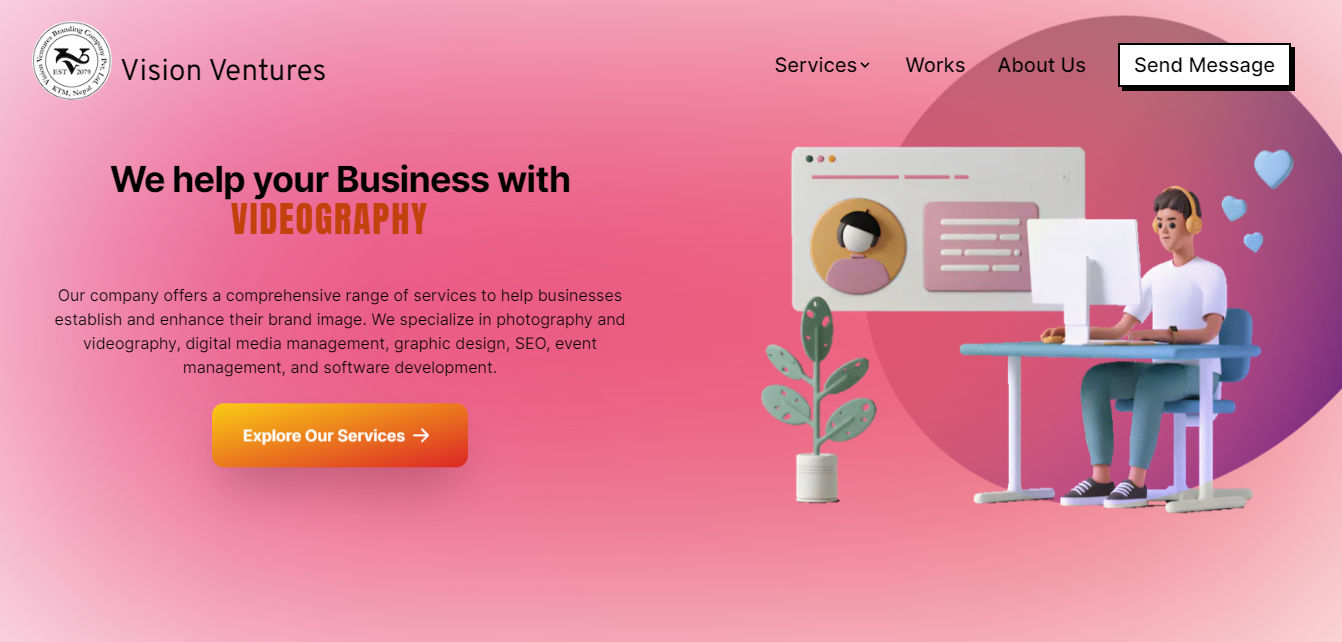 Vision Ventures Branding Company Pvt. Ltd.
EST 2079
KTM, Nepal
Vision Ventures
Services
Works
About Us
Send Message
We help your Business with
VIDEOGRAPHY
Our company offers a comprehensive range of services to help businesses
establish and enhance their brand image. We specialize in photography and
videography, digital media management, graphic design, SEO, event
management, and software development.
Explore Our Services →